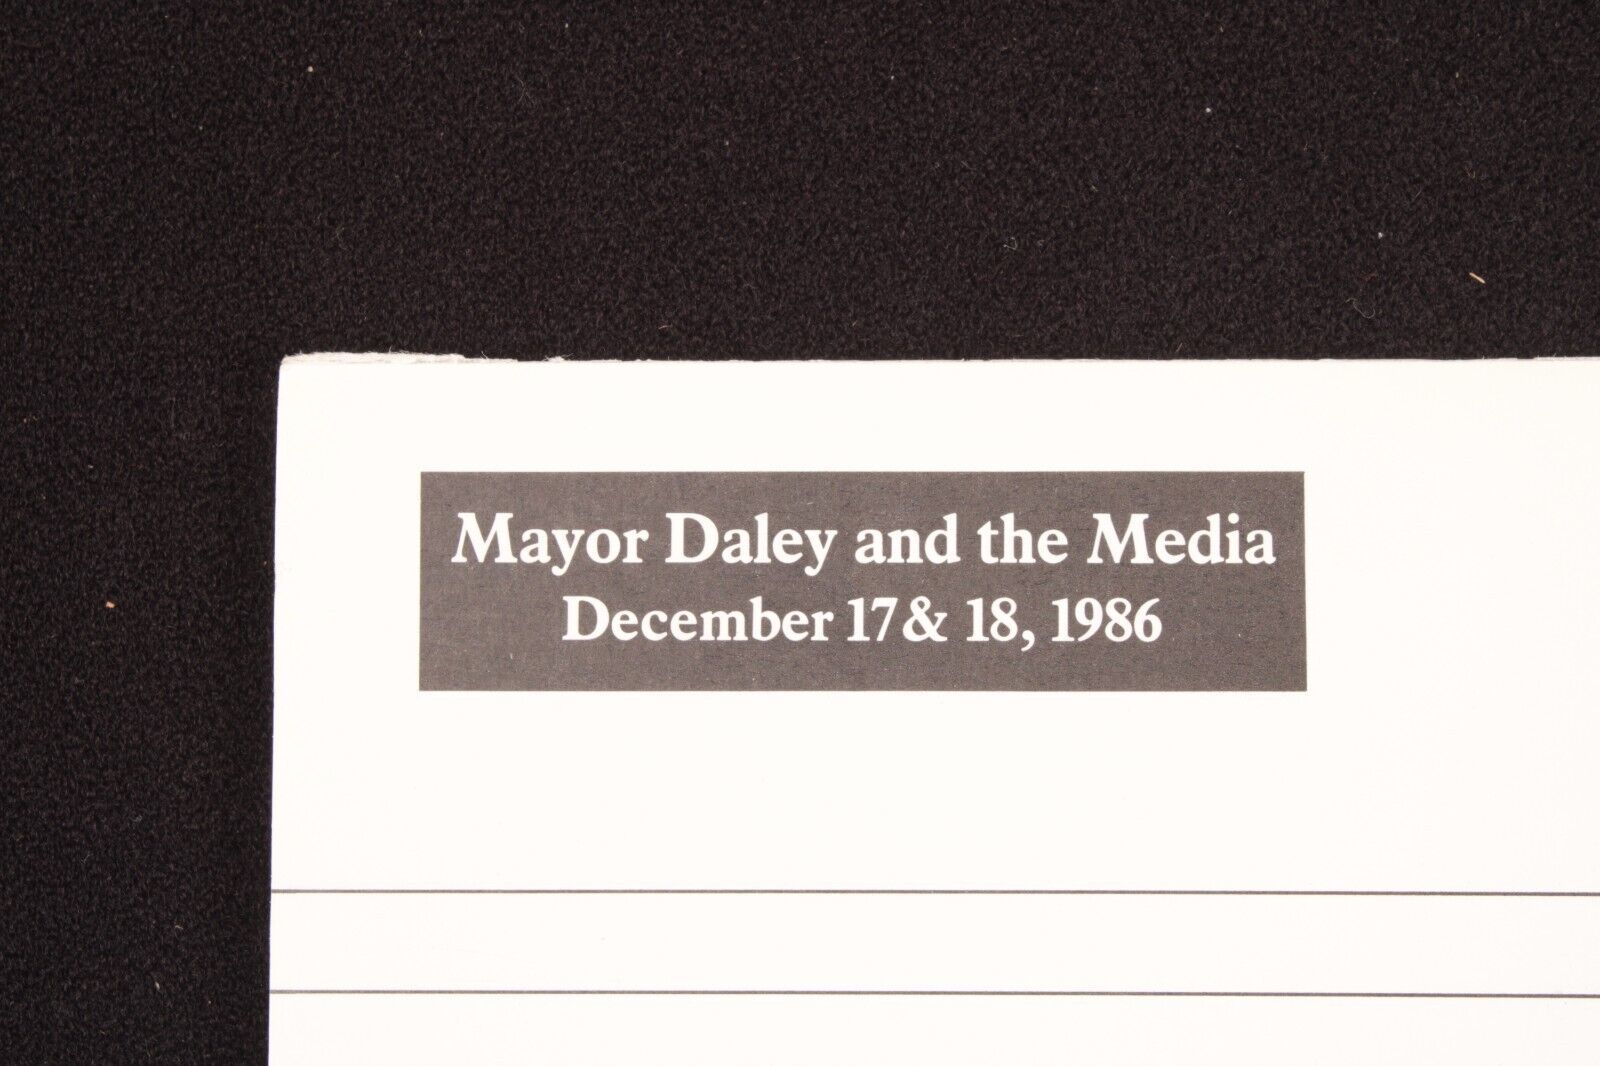 Mayor Daley and the Media
December 17 & 18, 1986